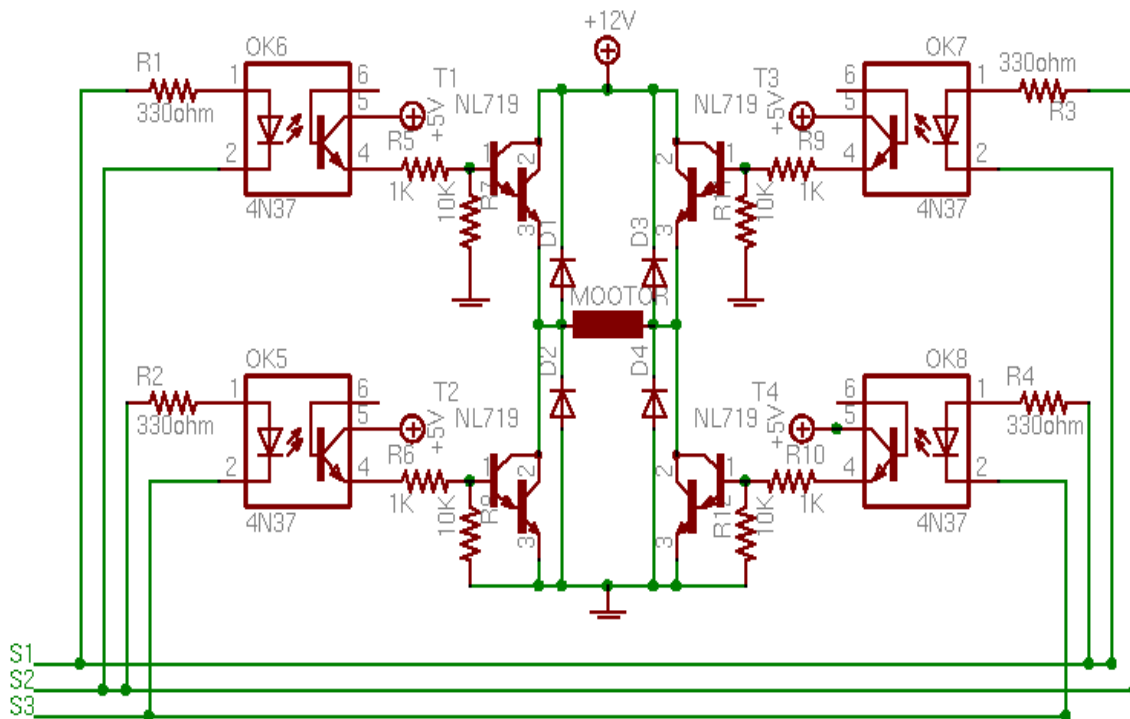 +12V
OK6
OK7
R1
330ohm
1
2
6
5
4
4N37
T1
+5V
NL719
R5
1K
10K
R7
1
2
3
D1
D3
MOOTOR
NL719
T3
+5V
R9
1K
10K
1
2
3
6
5
4
1
2
4N37
330ohm
R3
OK5
OK8
R2
330ohm
1
2
6
5
4
4N37
T2
+5V
NL719
R6
1K
10K
R8
1
2
3
D2
D4
NL719
T4
+5V
R10
1K
10K
R12
1
2
3
6
5
4
1
2
4N37
R4
330ohm
S1
S2
S3